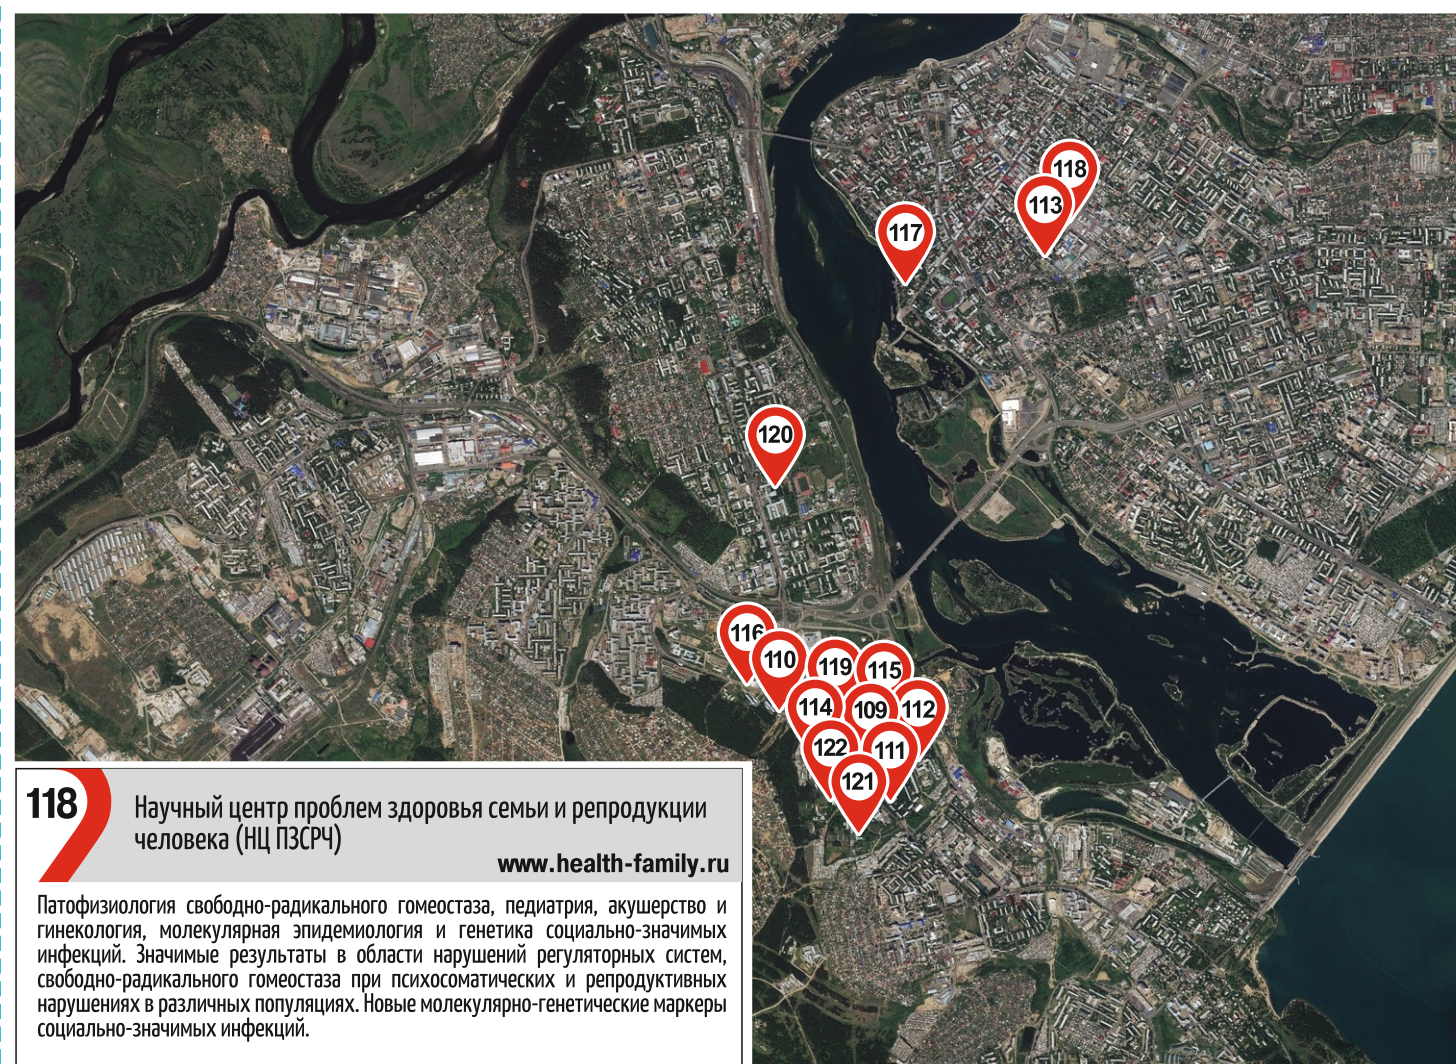 118
113
117
120
116
110
119
115
114
109
112
122
111
121
118
Научный центр проблем здоровья семьи и репродукции
человека (НЦ ПЗСРЧ)
www.health-family.ru
Патофизиология свободно-радикального гомеостаза, педиатрия, акушерство и
гинекология, молекулярная эпидемиология и генетика социально-значимых
инфекций. Значимые результаты в области нарушений регуляторных систем,
свободно-радикального гомеостаза при психосоматических и репродуктивных
нарушениях в различных популяциях. Новые молекулярно-генетические маркеры
социально-значимых инфекций.